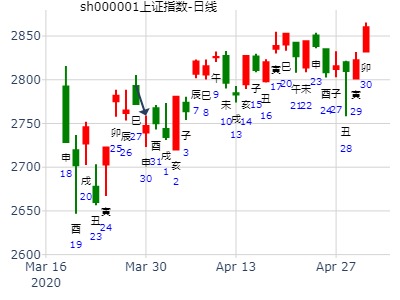 sh000001上证指数-日线
2850
2800
2750
2700
2650
2600
申
18
酉
19
戌
20
丑
23
寅
24
卯
25
辰
26
巳
27
申
30
酉
31
戌
1
亥
2
子
3
辰
7
巳
8
午
9
未
10
戌
13
亥
14
子
15
丑
16
寅
17
巳
20
午
21
未
22
申
23
酉
24
子
27
丑
28
寅
29
卯
30
Mar 16 Mar 30 Apr 13 Apr 27
2020